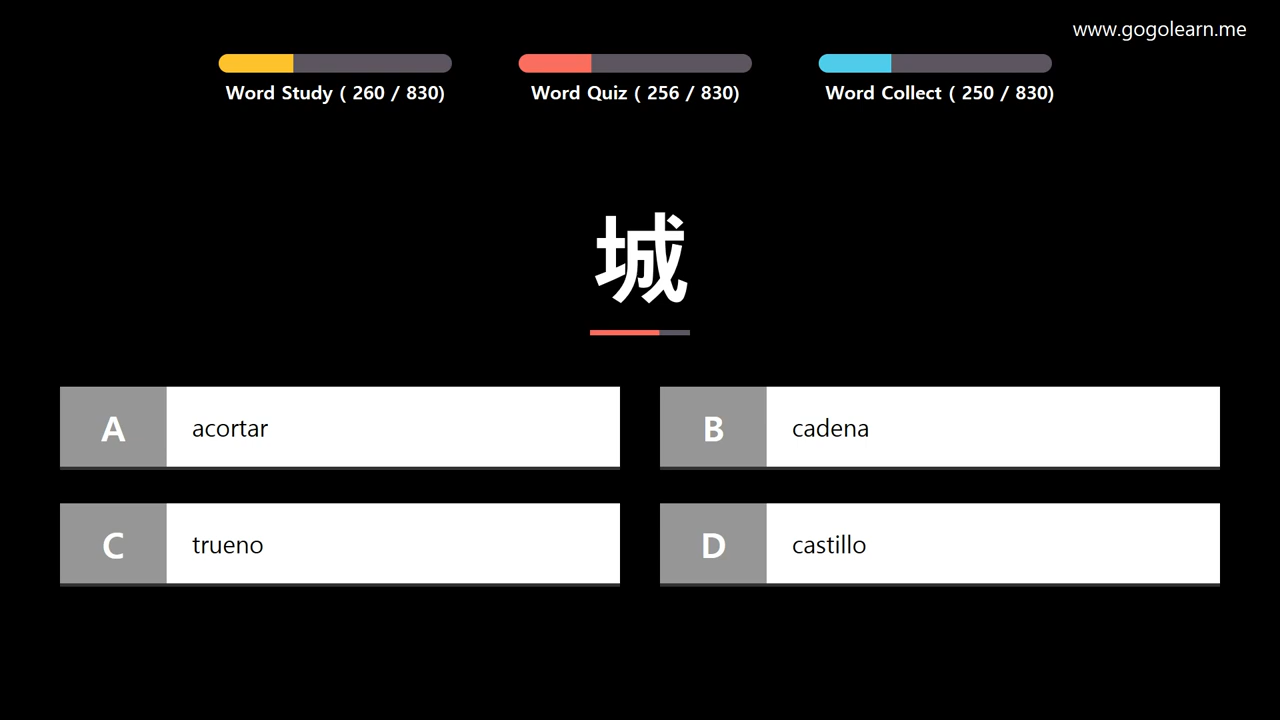 www.gogolearn.me
Word Study ( 260 / 830)
Word Quiz ( 256 / 830)
Word Collect ( 250 / 830)
城
A acortar
B cadena
C trueno
D castillo